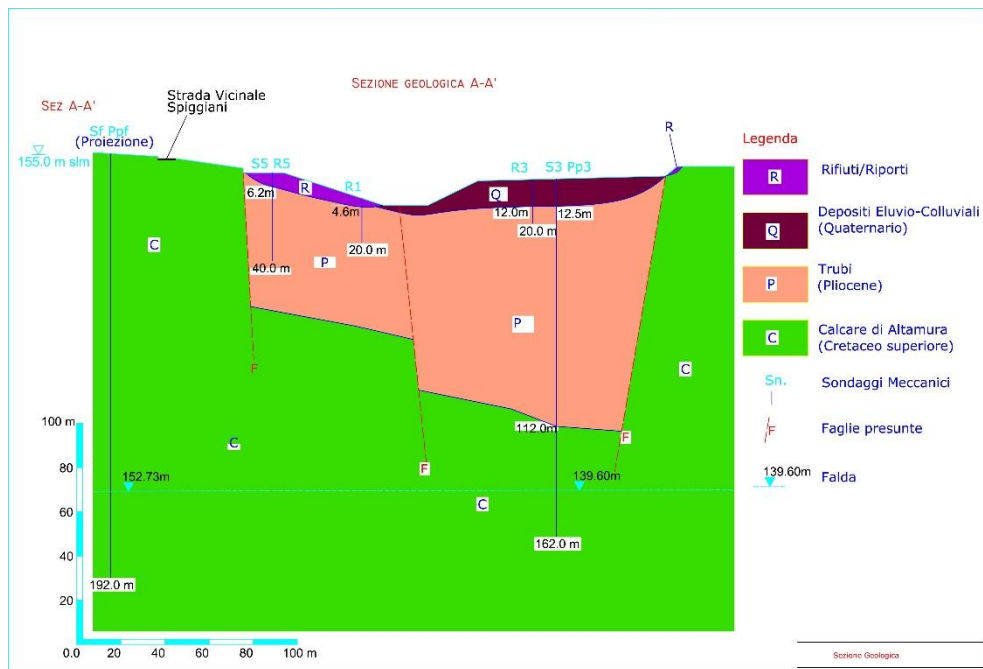 SEZIONE GEOLOGICA A-A'
Strada Vicinale
Spiggiani
SEZ A-A'
Sf Ppf
(Proiezione)
155.0 m slm
S5 R5
R
R1
6.2m
4.6m
20.0 m
40.0 m
P
C
R3
S3 Pp3
Q
12.0m
12.5m
20.0 m
P
R
C
F
F
F
112.0m
C
152.73m
139.60m
C
162.0 m
192.0 m
100 m
80
60
40
20
0.0 20 40 60 80 100 m
Legenda
R Rifiuti/Riporti
Q Depositi Eluvio-Colluviali
(Quaternario)
P Trubi
(Pliocene)
C Calcare di Altamura
(Cretaceo superiore)
Sn. Sondaggi Meccanici
F Faglie presunte
139.60m Falda
Sezione Geologica